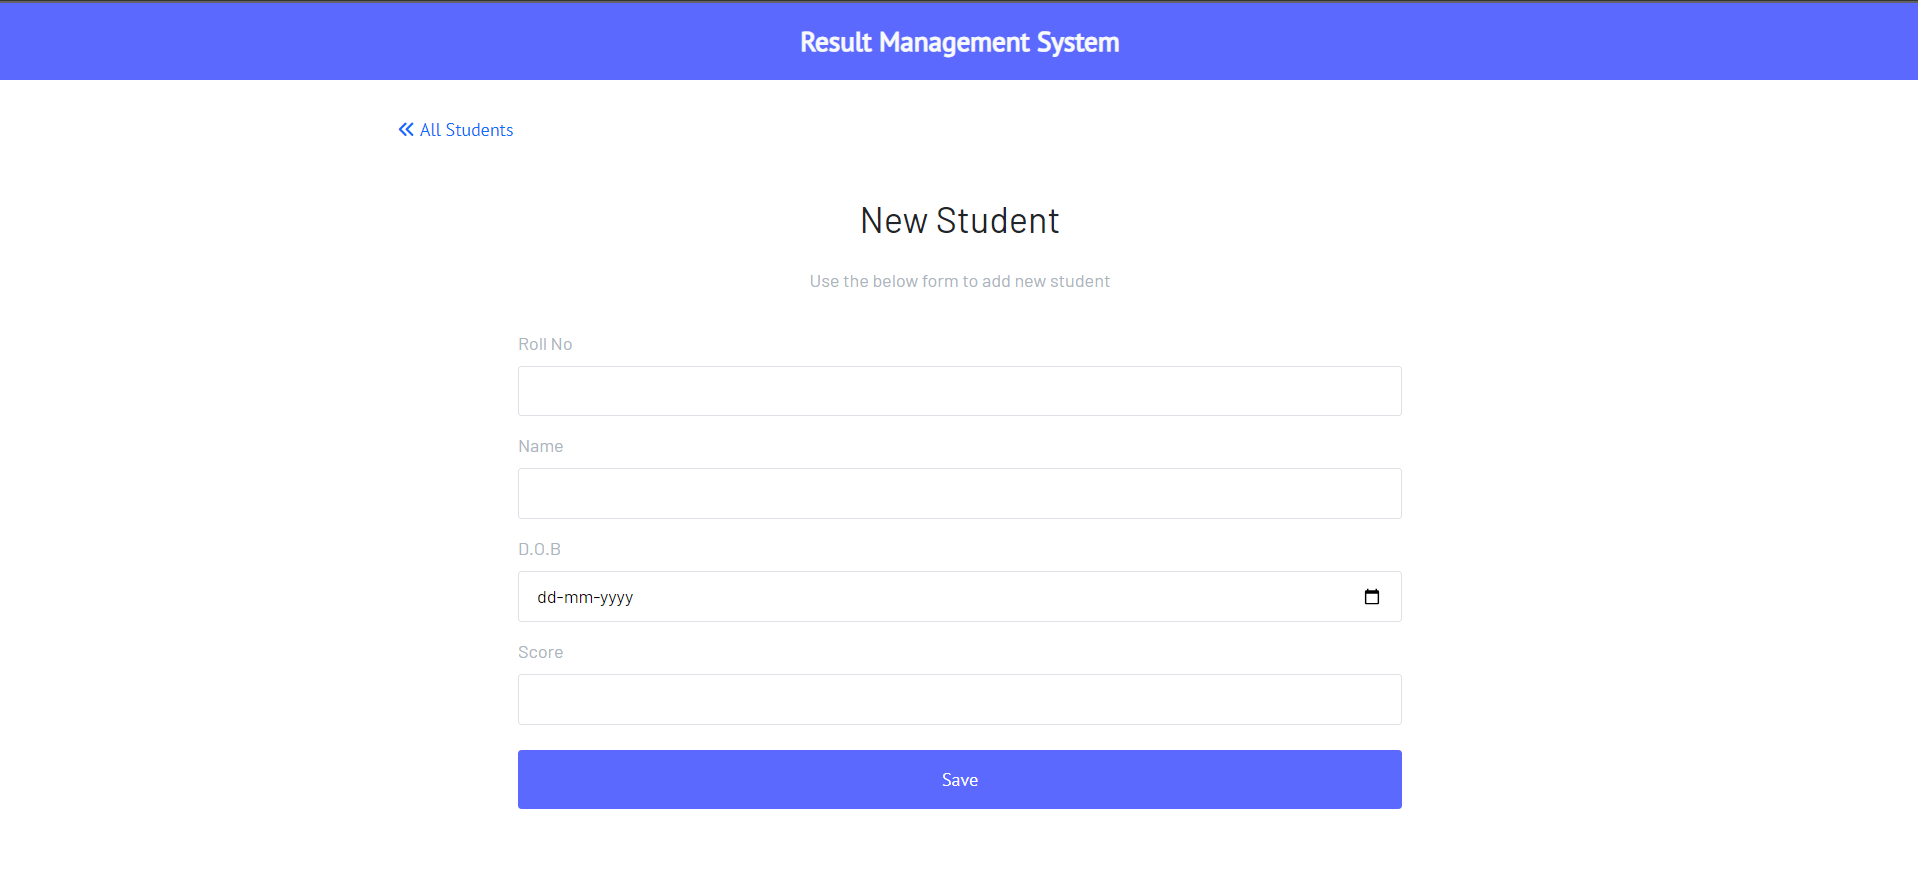 Result Management System
All Students
New Student
Use the below form to add new student
Roll No
Name
D.O.B
dd-mm-yyyy
Score
Save